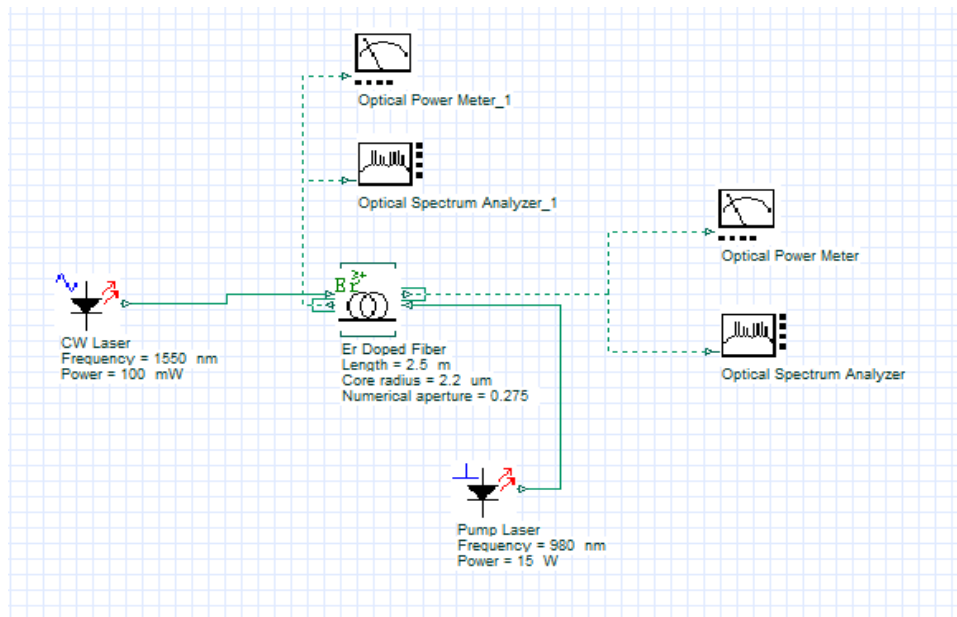 Optical Power Meter_1
Optical Spectrum Analyzer_1
Optical Power Meter
Er 3+
CW Laser
Frequency = 1550 nm
Power = 100 mW
Er Doped Fiber
Length = 2.5 m
Core radius = 2.2 um
Numerical aperture = 0.275
Optical Spectrum Analyzer
Pump Laser
Frequency = 980 nm
Power = 15 W